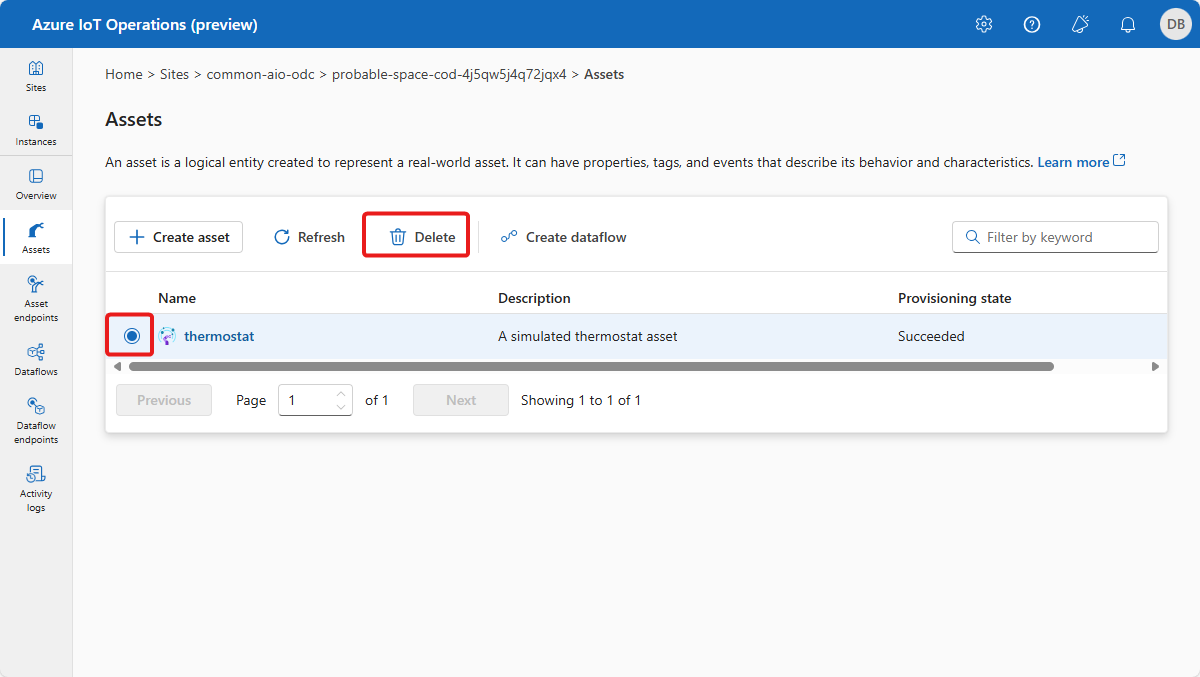 Azure IoT Operations (preview)
DB
Sites
Instances
Overview
Assets
Asset
endpoints
Dataflows
Dataflow
endpoints
Activity
logs
Home > Sites > common-aio-odc > probable-space-cod-4j5qw5j4q72jqx4 > Assets
Assets
An asset is a logical entity created to represent a real-world asset. It can have properties, tags, and events that describe its behavior and characteristics. Learn more
Create asset Refresh Delete Create dataflow Filter by keyword
Name Description Provisioning state
thermostat A simulated thermostat asset Succeeded
Previous Page 1 of 1 Next Showing 1 to 1 of 1